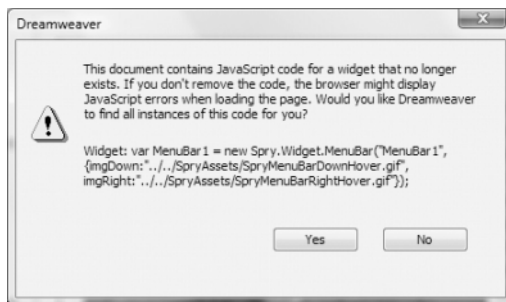 Dreamweaver
This document contains JavaScript code for a widget that no longer
exists. If you don't remove the code, the browser might display
JavaScript errors when loading the page. Would you like Dreamweaver
to find all instances of this code for you?
Widget: var MenuBar1 = new Spry.Widget.MenuBar("MenuBar1",
{imgDown:"../../SpryAssets/SpryMenuBarDownHover.gif",
imgRight:"../../SpryAssets/SpryMenuBarRightHover.gif"});
Yes No